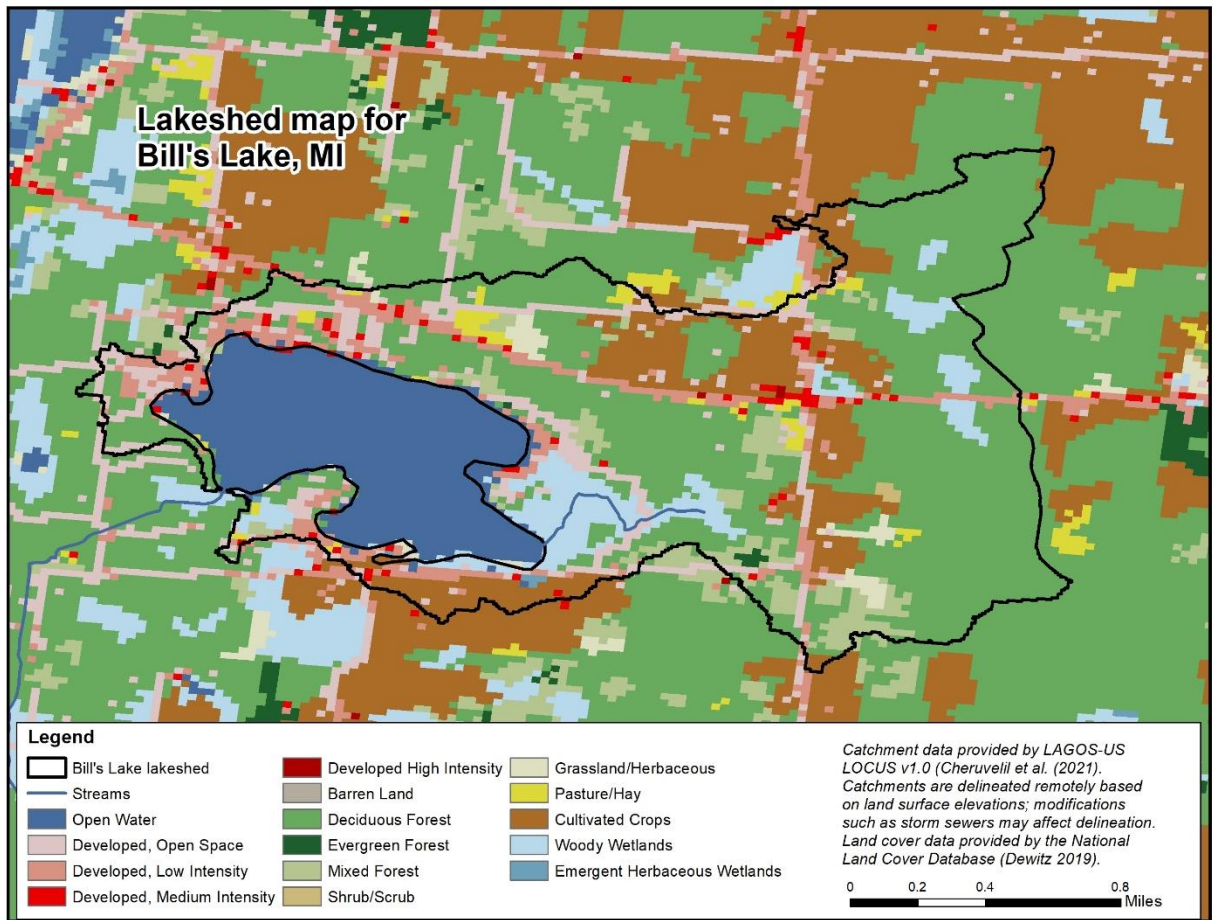 Lakeshed map for
Bill's Lake, MI
Legend
Bill's Lake lakeshed
Streams
Open Water
Developed, Open Space
Developed, Low Intensity
Developed, Medium Intensity
Developed High Intensity
Barren Land
Deciduous Forest
Evergreen Forest
Mixed Forest
Shrub/Scrub
Grassland/Herbaceous
Pasture/Hay
Cultivated Crops
Woody Wetlands
Emergent Herbaceous Wetlands
Catchment data provided by LAGOS-US
LOCUS v1.0 (Cheruvelil et al. (2021).
Catchments are delineated remotely based
on land surface elevations; modifications
such as storm sewers may affect delineation.
Land cover data provided by the National
Land Cover Database (Dewitz 2019).
0 0.2 0.4 0.8
Miles